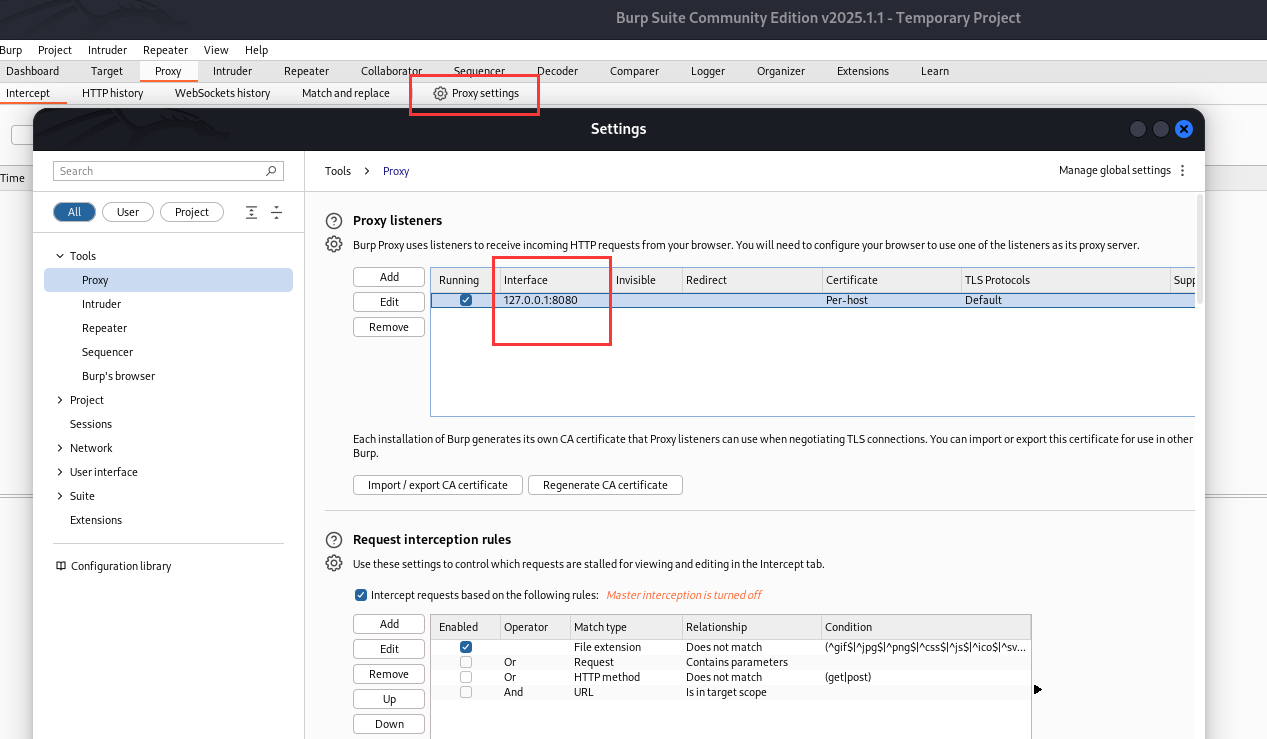 Burp Suite Community Edition v2025.1.1 - Temporary Project
Burp Project Intruder Repeater View Help
Dashboard Target Proxy Intruder Repeater Collaborator Sequencer Decoder Comparer Logger Organizer Extensions Learn
Intercept HTTP history WebSockets history Match and replace Proxy settings
Settings
Time
Search
All User Project
Tools
Proxy
Intruder
Repeater
Sequencer
Burp's browser
Project
Sessions
Network
User interface
Suite
Extensions
Configuration library
Tools > Proxy
Manage global settings
Proxy listeners
Burp Proxy uses listeners to receive incoming HTTP requests from your browser. You will need to configure your browser to use one of the listeners as its proxy server.
Add
Edit
Remove
Running Interface Invisible Redirect Certificate TLS Protocols Supp
127.0.0.1:8080 Per-host Default
Each installation of Burp generates its own CA certificate that Proxy listeners can use when negotiating TLS connections. You can import or export this certificate for use in other
Burp.
Import / export CA certificate Regenerate CA certificate
Request interception rules
Use these settings to control which requests are stalled for viewing and editing in the Intercept tab.
Intercept requests based on the following rules: Master interception is turned off
Add
Edit
Remove
Up
Down
Enabled Operator Match type Relationship Condition
File extension Does not match (^gif$|^jpg$|^png$|^css$|^js$|^ico$|^sv...
Or Request Contains parameters
Or HTTP method Does not match (get|post)
And URL Is in target scope